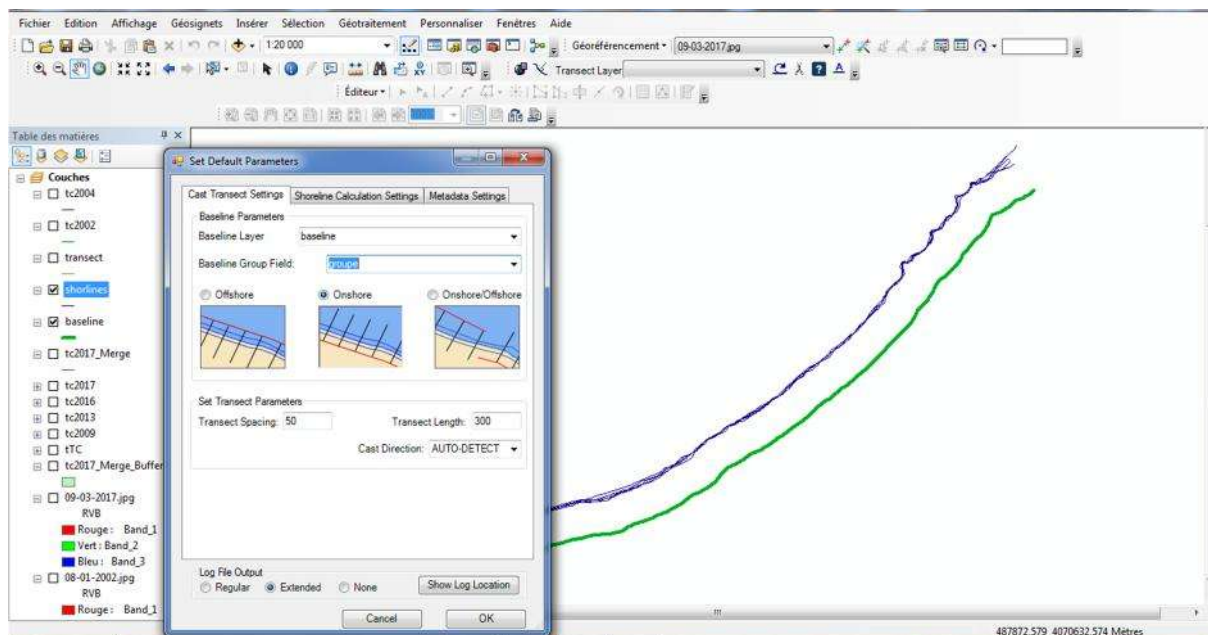 Fichier Edition Affichage Géosignets Insérer Sélection Géotraitement Personnaliser Fenêtres Aide
1:20 000
Géoréférencement 09-03-2017.jpg
Transect Layer
Éditeur
100%
Table des matières
Couches
tc2004
tc2002
transect
shorlines
baseline
tc2017_Merge
tc2017
tc2016
tc2013
tc2009
tTC
tc2017_Merge_Buffer
09-03-2017.jpg
RVB
Rouge : Band_1
Vert : Band_2
Bleu : Band_3
08-01-2002.jpg
RVB
Rouge : Band_1
Set Default Parameters
Cast Transect Settings Shoreline Calculation Settings Metadata Settings
Baseline Parameters
Baseline Layer baseline
Baseline Group Field: groupe
Offshore Onshore Onshore/Offshore
Set Transect Parameters
Transect Spacing: 50 Transect Length: 300
Cast Direction: AUTO-DETECT
Log File Output
Regular Extended None Show Log Location
Cancel OK
487872,579 4070632,574 Mètres